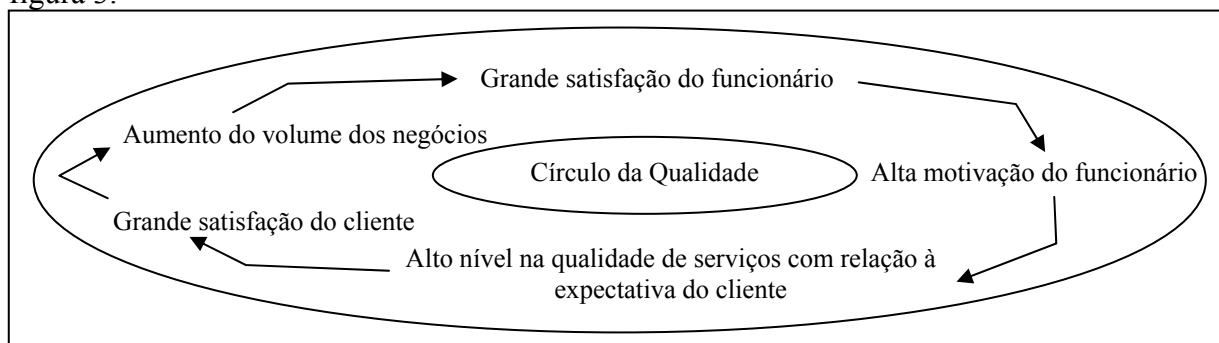 figura 3.
Grande satisfação do funcionário
Aumento do volume dos negócios
Círculo da Qualidade
Alta motivação do funcionário
Grande satisfação do cliente
Alto nível na qualidade de serviços com relação à
expectativa do cliente